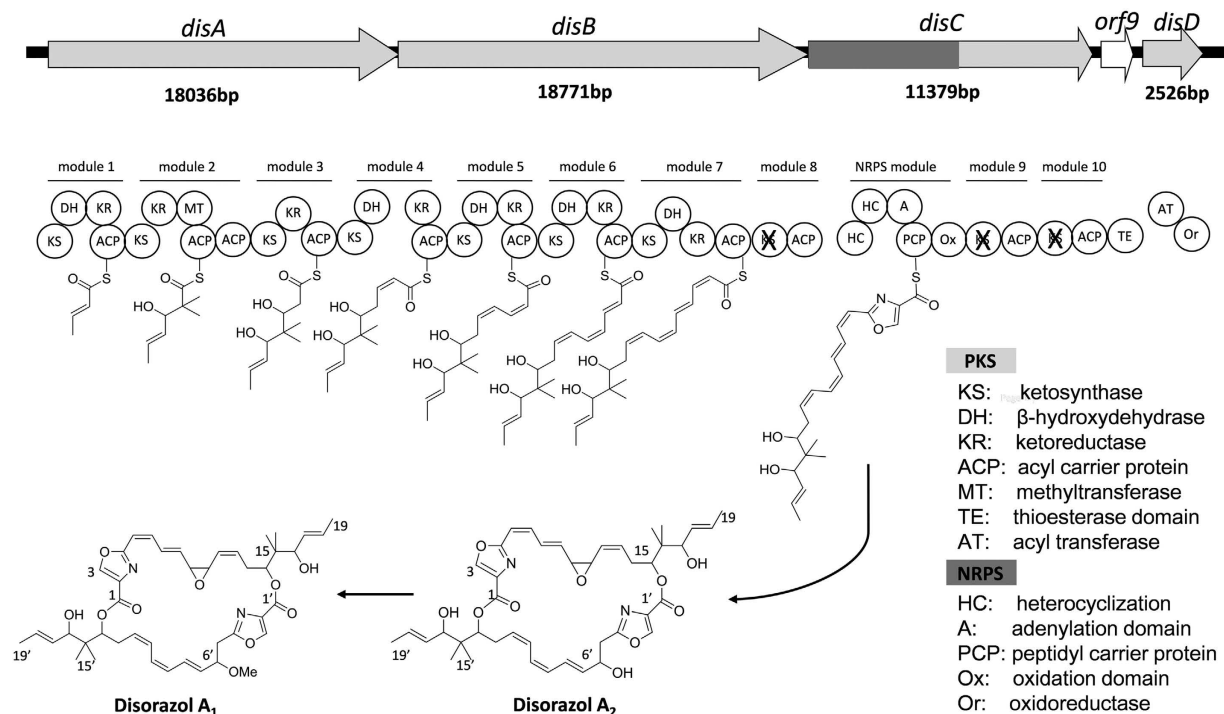 disA disB disC orf9 disD
18036bp 18771bp 11379bp 2526bp
module 1 module 2 module 3 module 4 module 5 module 6 module 7 module 8 NRPS module module 9 module 10
DH KR KR MT KR DH KR DH KR DH KR DH HC A AT
KS ACP KS ACP ACP KS ACP KS ACP KS ACP KS ACP KS KR ACP KS ACP HC PCP Ox KS ACP KS ACP TE Or
S S S S S S S S
O O O O O O O O
HO HO HO HO HO HO N O
HO HO HO HO HO
HO
HO
PKS
KS: ketosynthase
DH: β-hydroxydehydrase
KR: ketoreductase
ACP: acyl carrier protein
MT: methyltransferase
TE: thioesterase domain
AT: acyl transferase
NRPS
HC: heterocyclization
A: adenylation domain
PCP: peptidyl carrier protein
Ox: oxidation domain
Or: oxidoreductase
O N 3 1 O O O 15 19 OH O 1' O N O OH 19' 15' 6' OMe
Disorazol A1
O N 3 1 O O O 15 19 OH O 1' O N O OH 19' 15' 6' OH
Disorazol A2